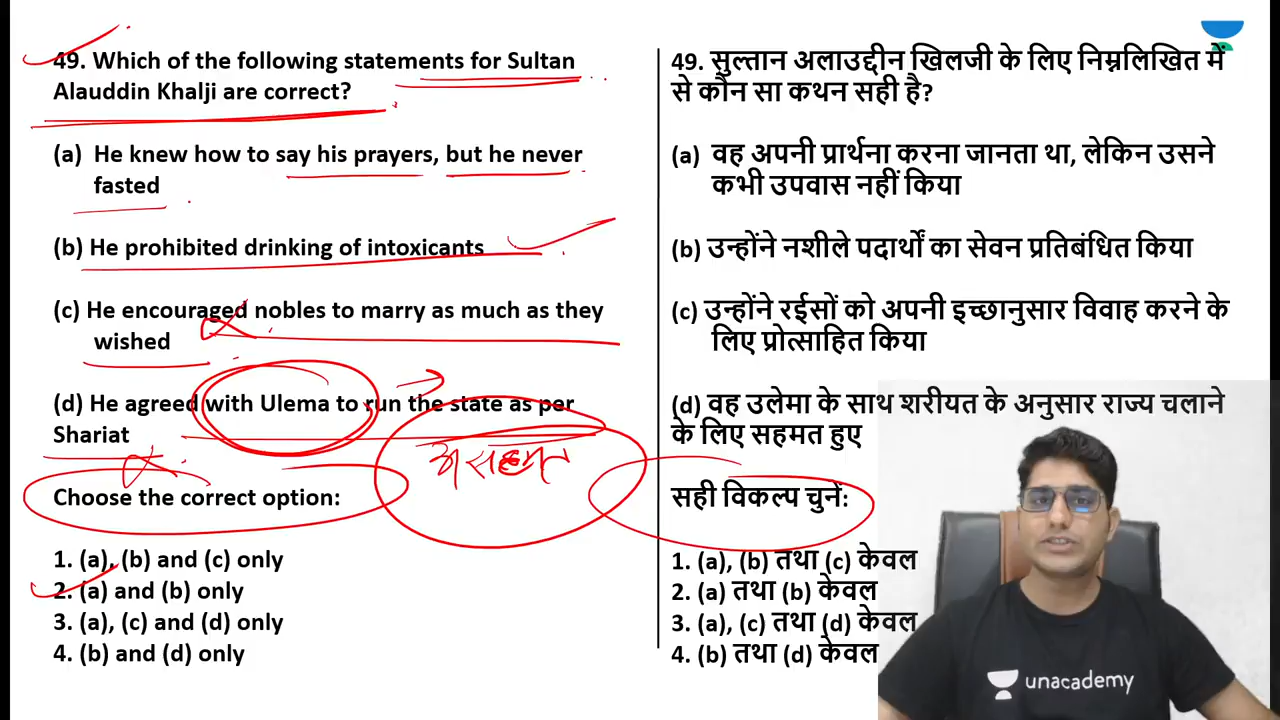 49. Which of the following statements for Sultan
Alauddin Khalji are correct?
(a) He knew how to say his prayers, but he never
fasted
(b) He prohibited drinking of intoxicants
(c) He encouraged nobles to marry as much as they
wished
(d) He agreed with Ulema to run the state as per
Shariat
असहमत
Choose the correct option:
1. (a), (b) and (c) only
2. (a) and (b) only
3. (a), (c) and (d) only
4. (b) and (d) only
49. सुल्तान अलाउद्दीन खिलजी के लिए निम्नलिखित में
से कौन सा कथन सही है?
(a) वह अपनी प्रार्थना करना जानता था, लेकिन उसने
कभी उपवास नहीं किया
(b) उन्होंने नशीले पदार्थों का सेवन प्रतिबंधित किया
(c) उन्होंने रईसों को अपनी इच्छानुसार विवाह करने के
लिए प्रोत्साहित किया
(d) वह उलेमा के साथ शरीयत के अनुसार राज्य चलाने
के लिए सहमत हुए
सही विकल्प चुनें:
1. (a), (b) तथा (c) केवल
2. (a) तथा (b) केवल
3. (a), (c) तथा (d) केवल
4. (b) तथा (d) केवल
unacademy